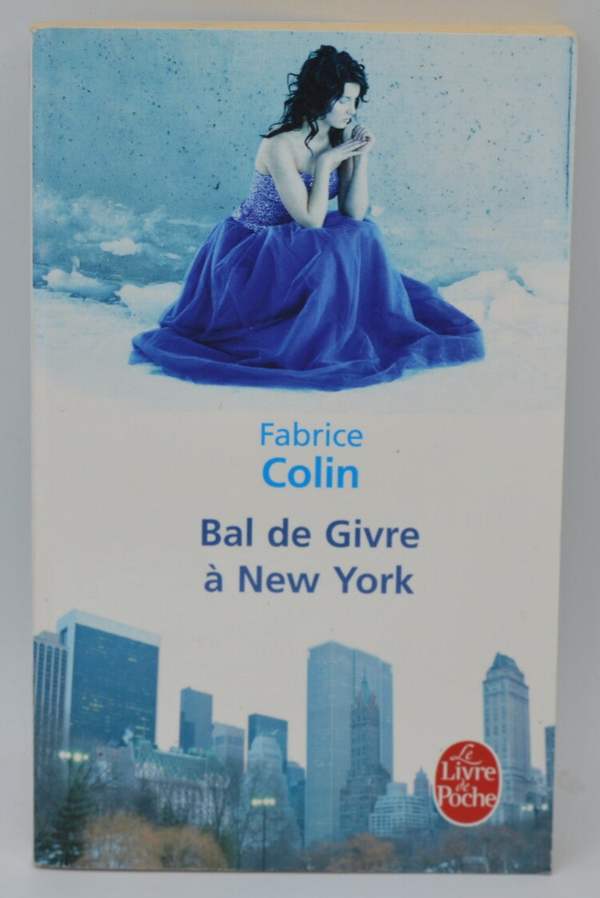 Fabrice
Colin
Bal de Givre
à New York
Le
Livre
de
Poche